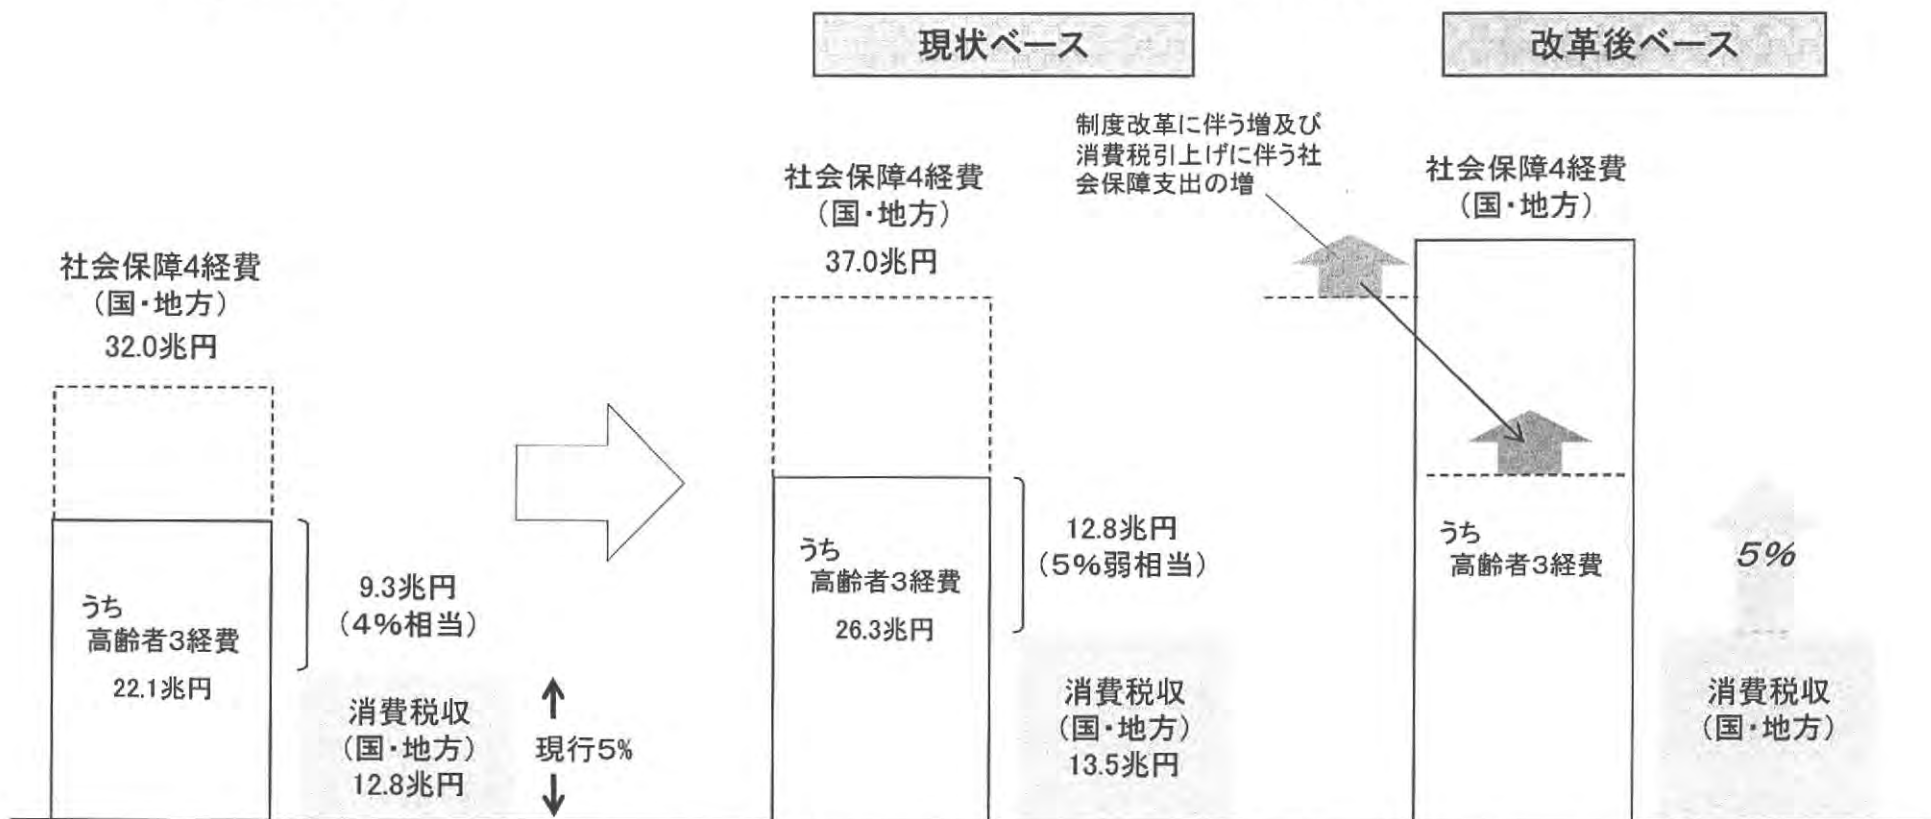 現状ベース
改革後ベース
社会保障4経費
（国・地方）
32.0兆円
うち
高齢者3経費
22.1兆円
9.3兆円
（4％相当）
消費税収
（国・地方）
12.8兆円
現行5％
社会保障4経費
（国・地方）
37.0兆円
うち
高齢者3経費
26.3兆円
12.8兆円
（5％弱相当）
消費税収
（国・地方）
13.5兆円
制度改革に伴う増及び
消費税引上げに伴う社
会保障支出の増
社会保障4経費
（国・地方）
うち
高齢者3経費
5％
消費税収
（国・地方）